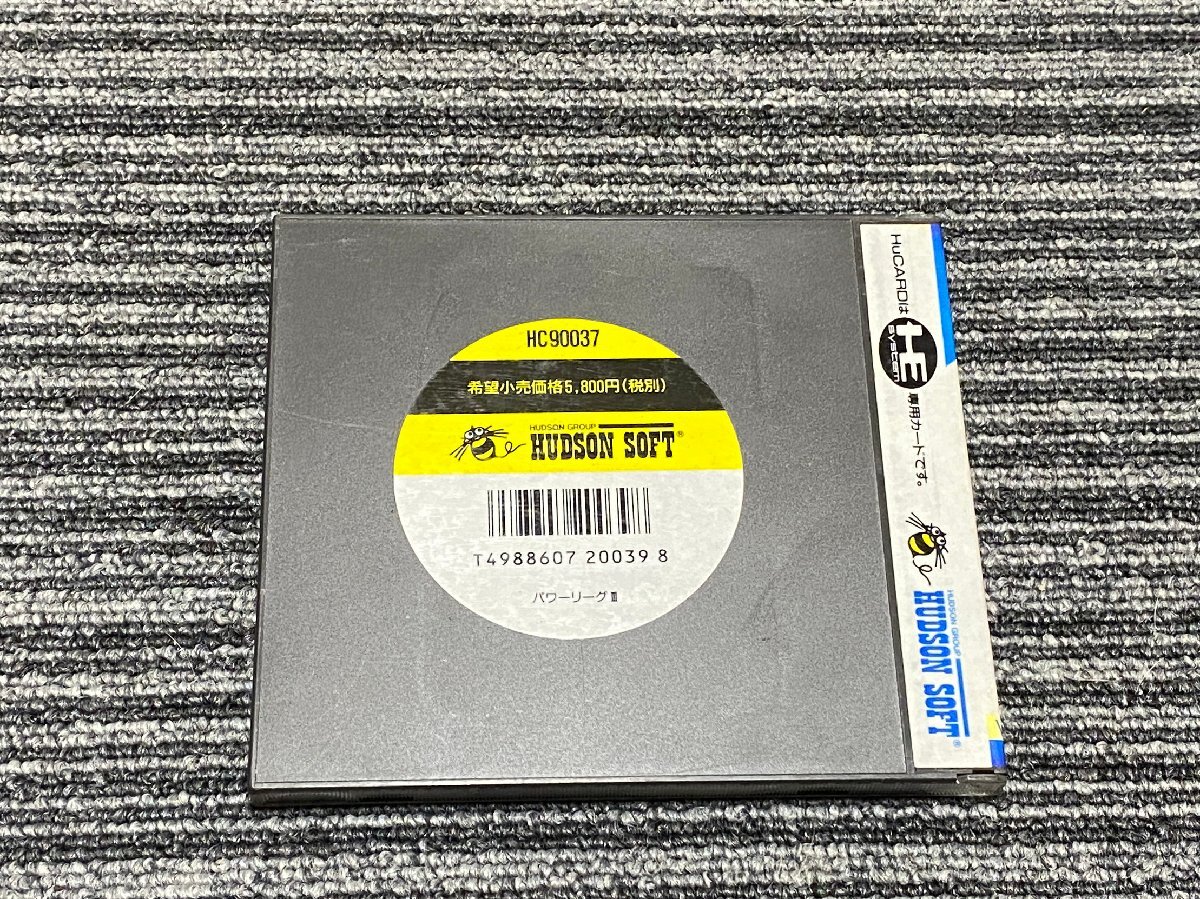 HC90037
希望小売価格5,800円(税別)
HUDSON GROUP
HUDSON SOFT®
T4988607 20039 8
パワーリーグⅢ
HuCARDは
HE
SYSTEM
専用カードです。
HUDSON GROUP
HUDSON SOFT®